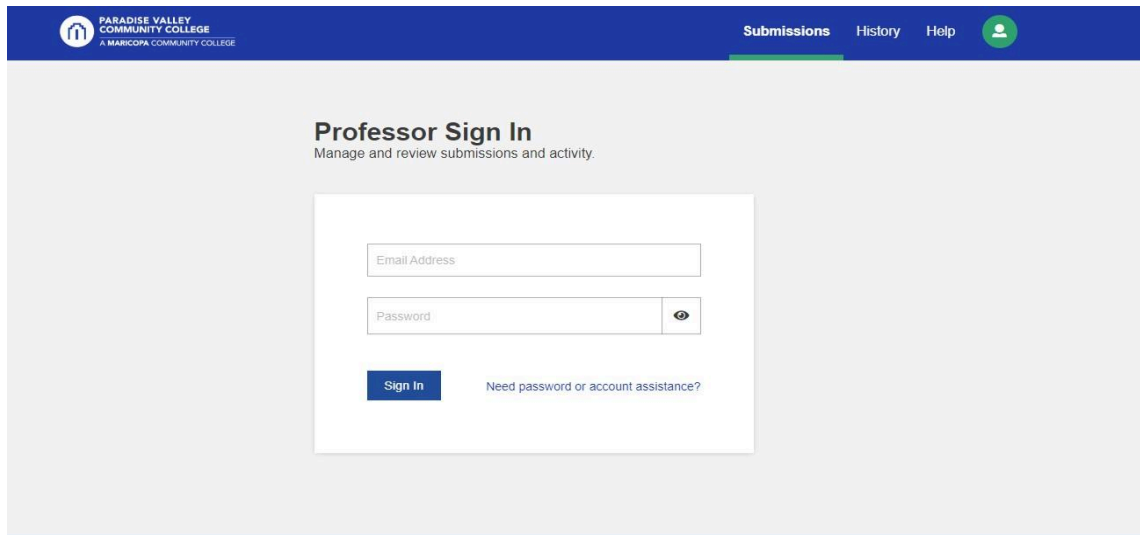 PARADISE VALLEY
COMMUNITY COLLEGE
A MARICOPA COMMUNITY COLLEGE
Submissions History Help
Professor Sign In
Manage and review submissions and activity.
Email Address
Password
Sign In Need password or account assistance?